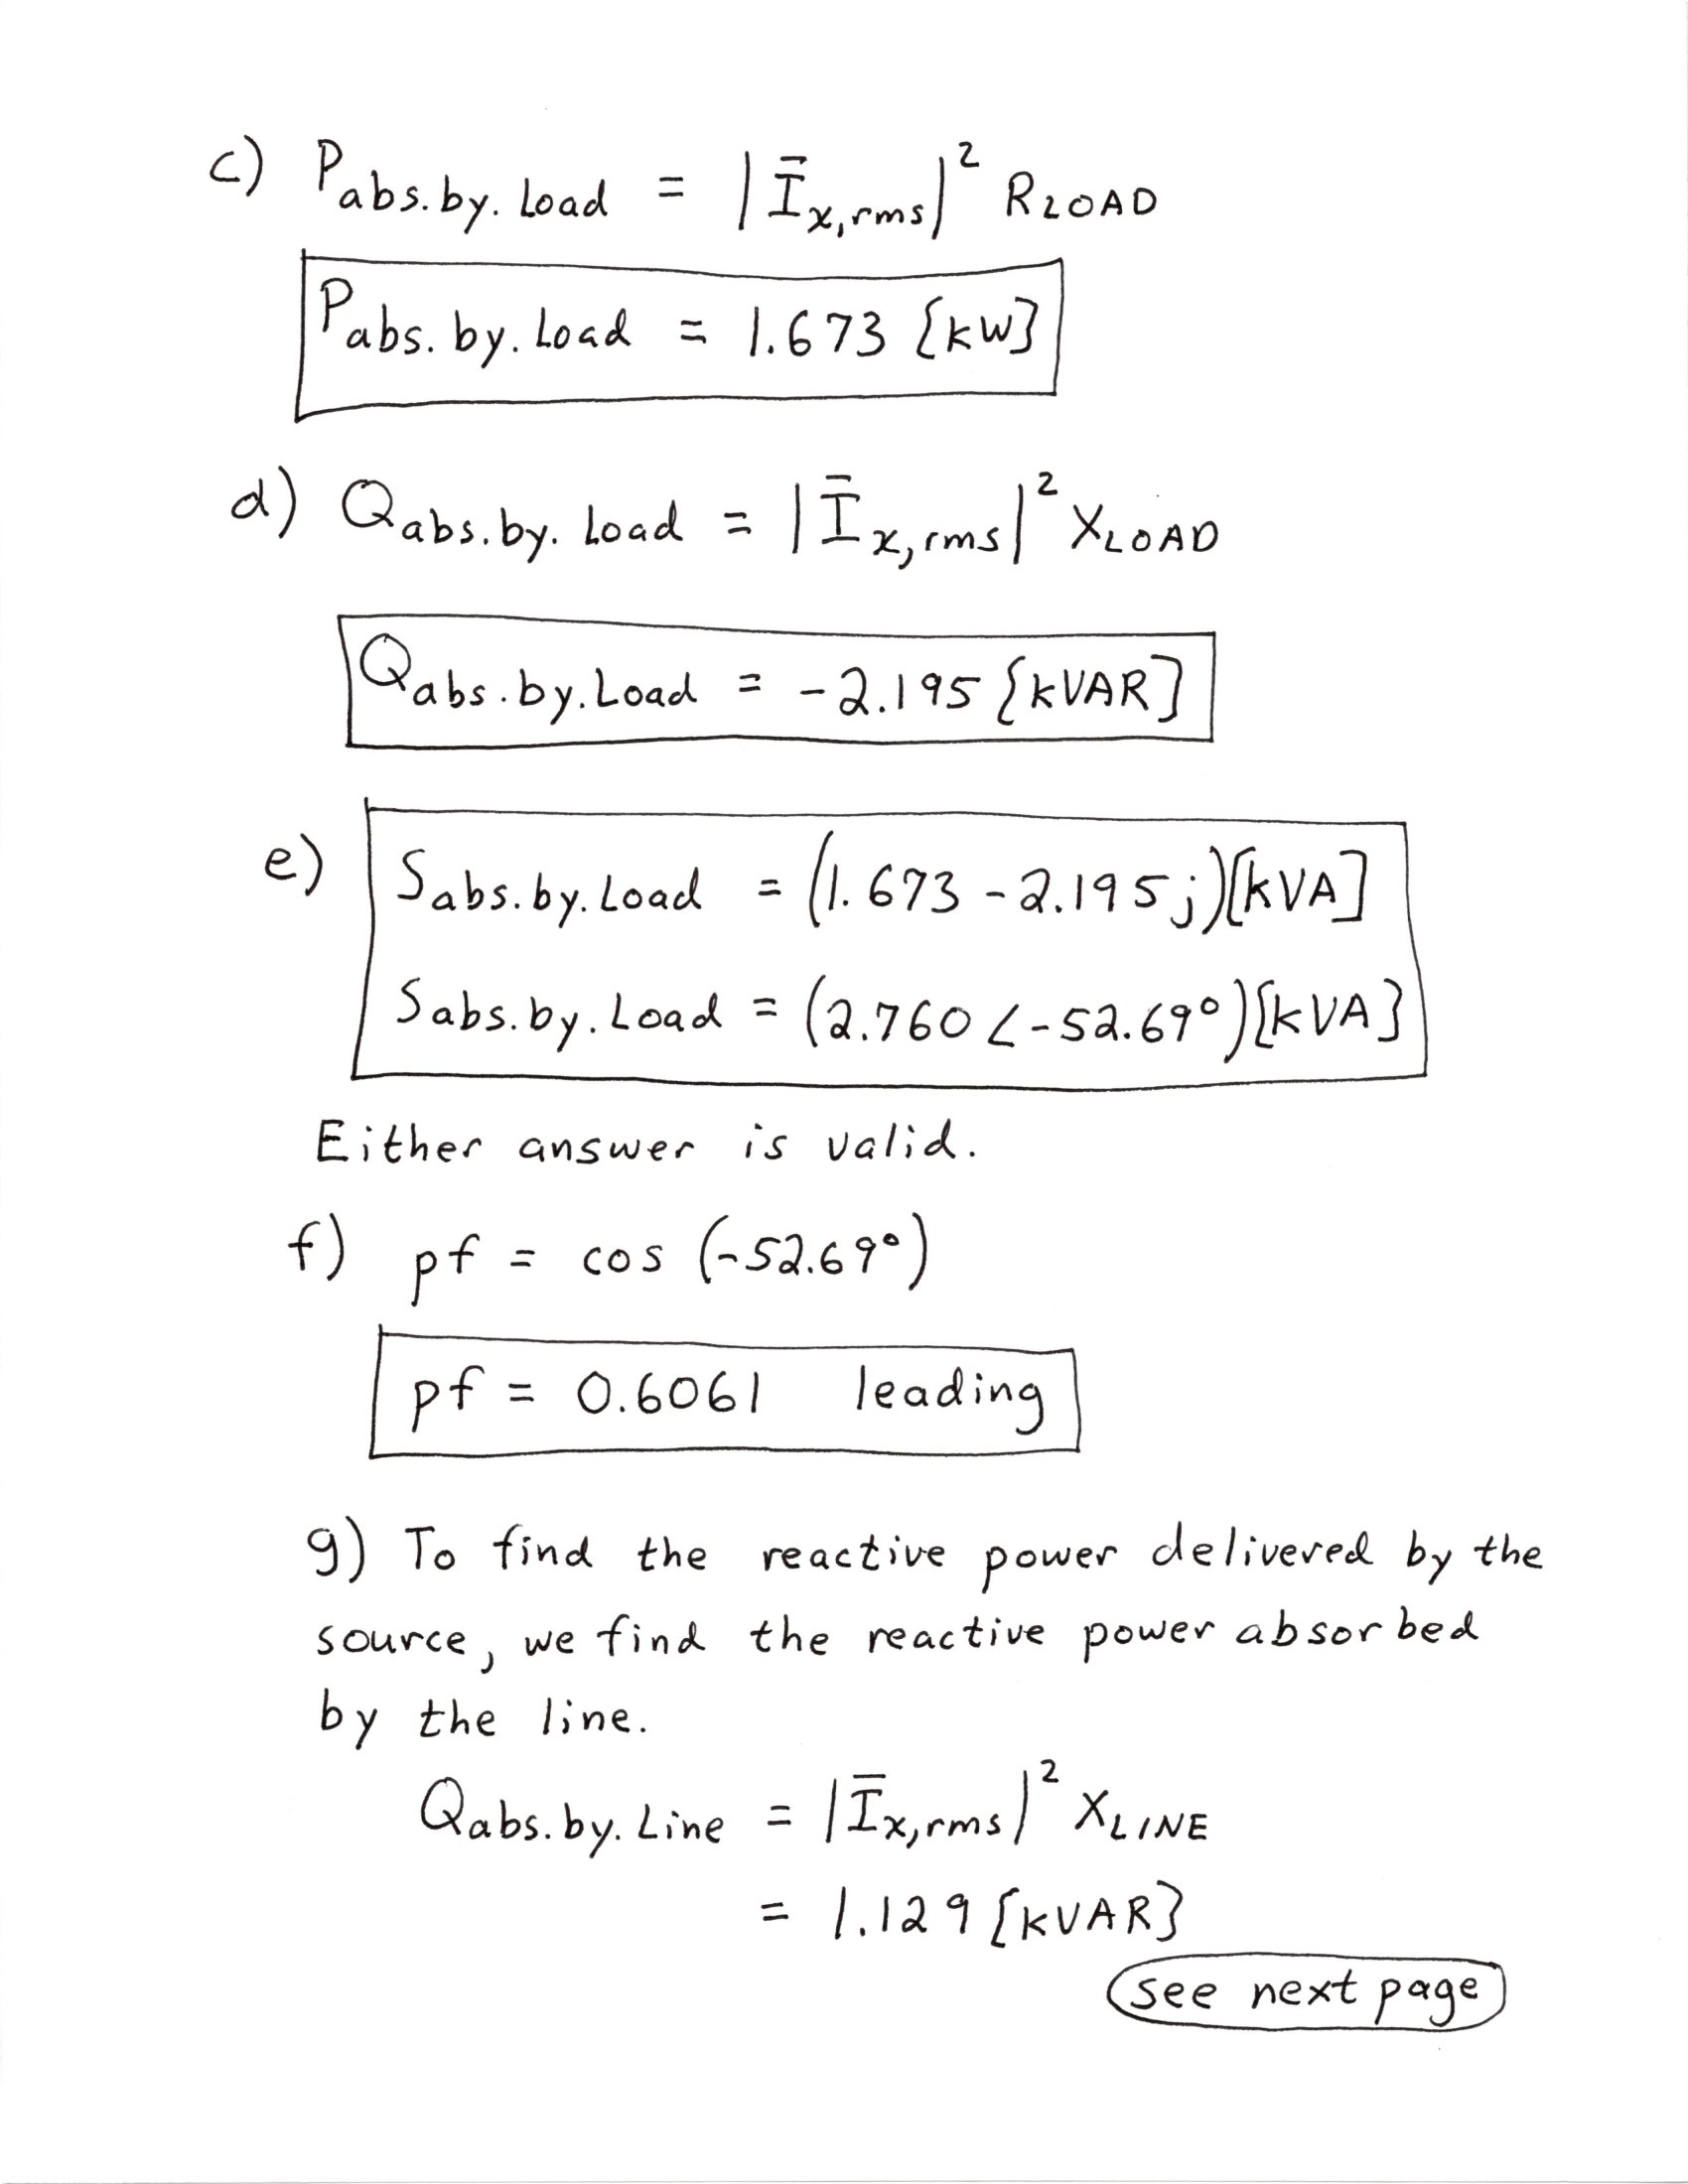 c) Pabs.by.Load = |Īx,rms|² RLOAD
Pabs.by.Load = 1.673 [kW]
d) Qabs.by.Load = |Īx,rms|² XLOAD
Qabs.by.Load = -2.195 [kVAR]
e) Sabs.by.Load = (1.673 - 2.195j)[kVA]
Sabs.by.Load = (2.760 ∠-52.69°)[kVA]
Either answer is valid.
f) pf = cos (-52.69°)
pf = 0.6061 leading
g) To find the reactive power delivered by the
source, we find the reactive power absorbed
by the line.
Qabs.by.Line = |Īx,rms|² XLINE
= 1.129 [kVAR]
see next page